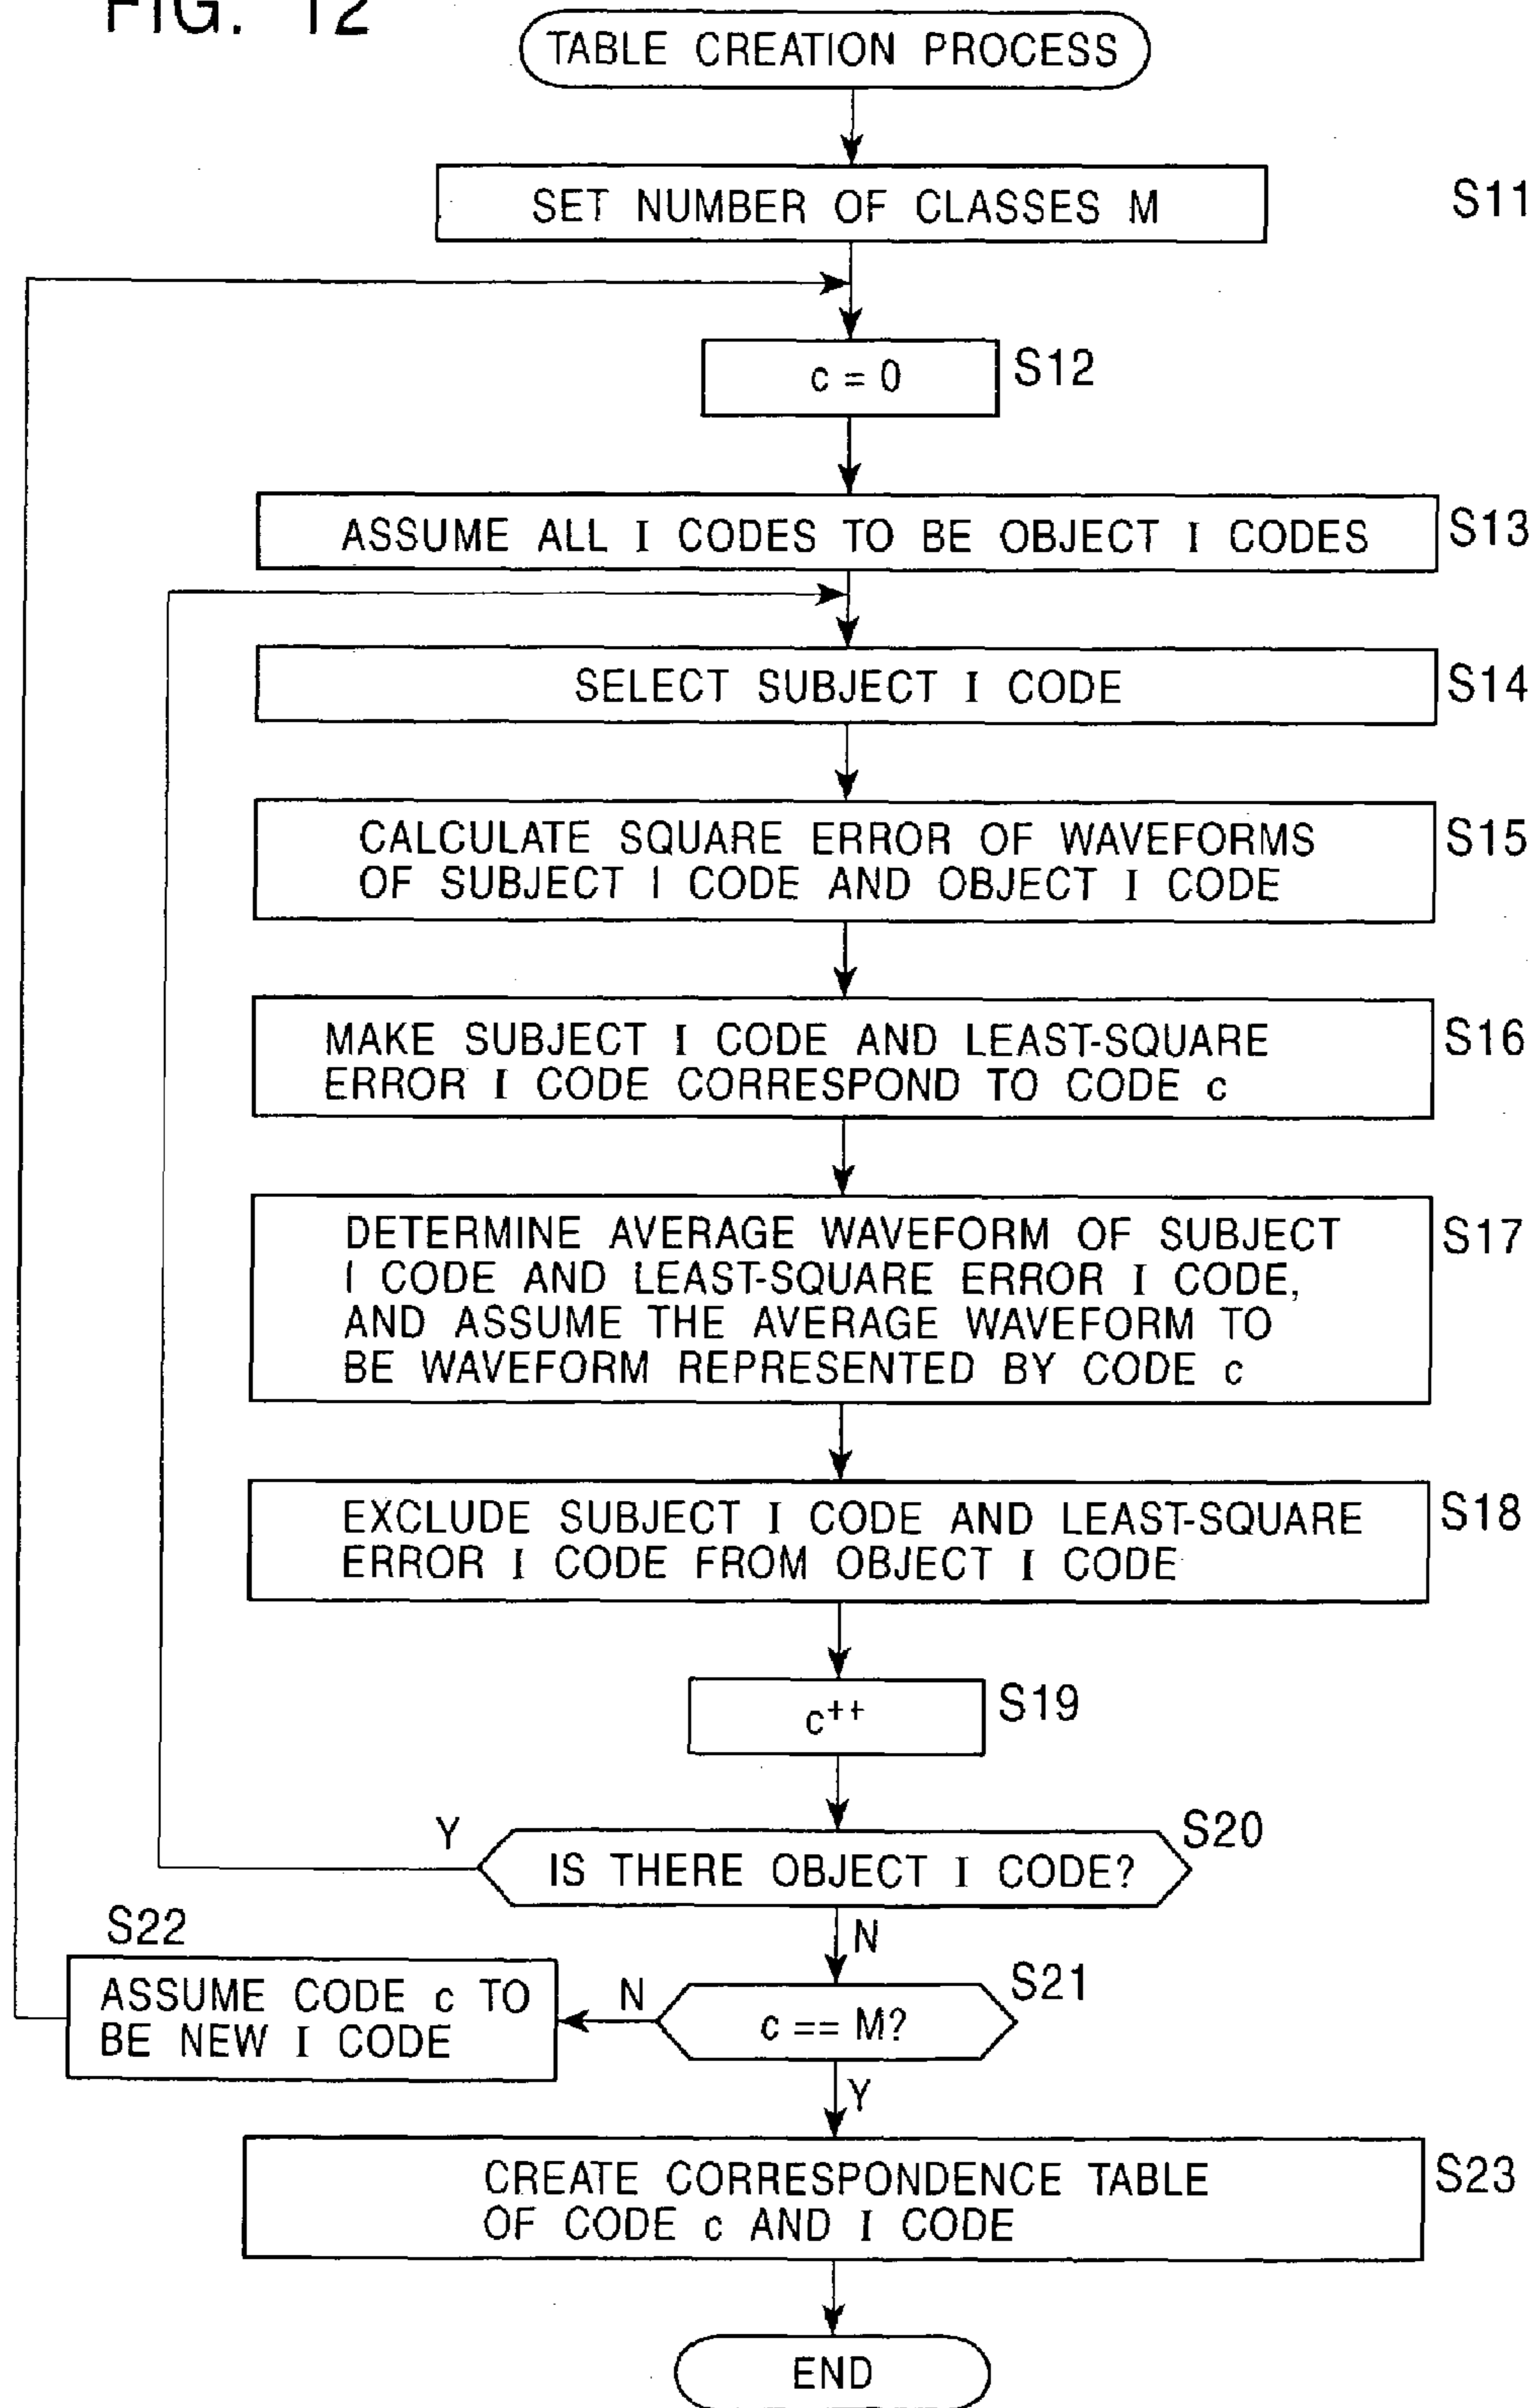 FIG. 12
TABLE CREATION PROCESS
SET NUMBER OF CLASSES M
S11
c = 0
S12
ASSUME ALL I CODES TO BE OBJECT I CODES
S13
SELECT SUBJECT I CODE
S14
CALCULATE SQUARE ERROR OF WAVEFORMS
OF SUBJECT I CODE AND OBJECT I CODE
S15
MAKE SUBJECT I CODE AND LEAST-SQUARE
ERROR I CODE CORRESPOND TO CODE c
S16
DETERMINE AVERAGE WAVEFORM OF SUBJECT
I CODE AND LEAST-SQUARE ERROR I CODE,
AND ASSUME THE AVERAGE WAVEFORM TO
BE WAVEFORM REPRESENTED BY CODE c
S17
EXCLUDE SUBJECT I CODE AND LEAST-SQUARE
ERROR I CODE FROM OBJECT I CODE
S18
c++
S19
Y
IS THERE OBJECT I CODE?
S20
N
S22
ASSUME CODE c TO
BE NEW I CODE
N
c == M?
S21
Y
CREATE CORRESPONDENCE TABLE
OF CODE c AND I CODE
S23
END